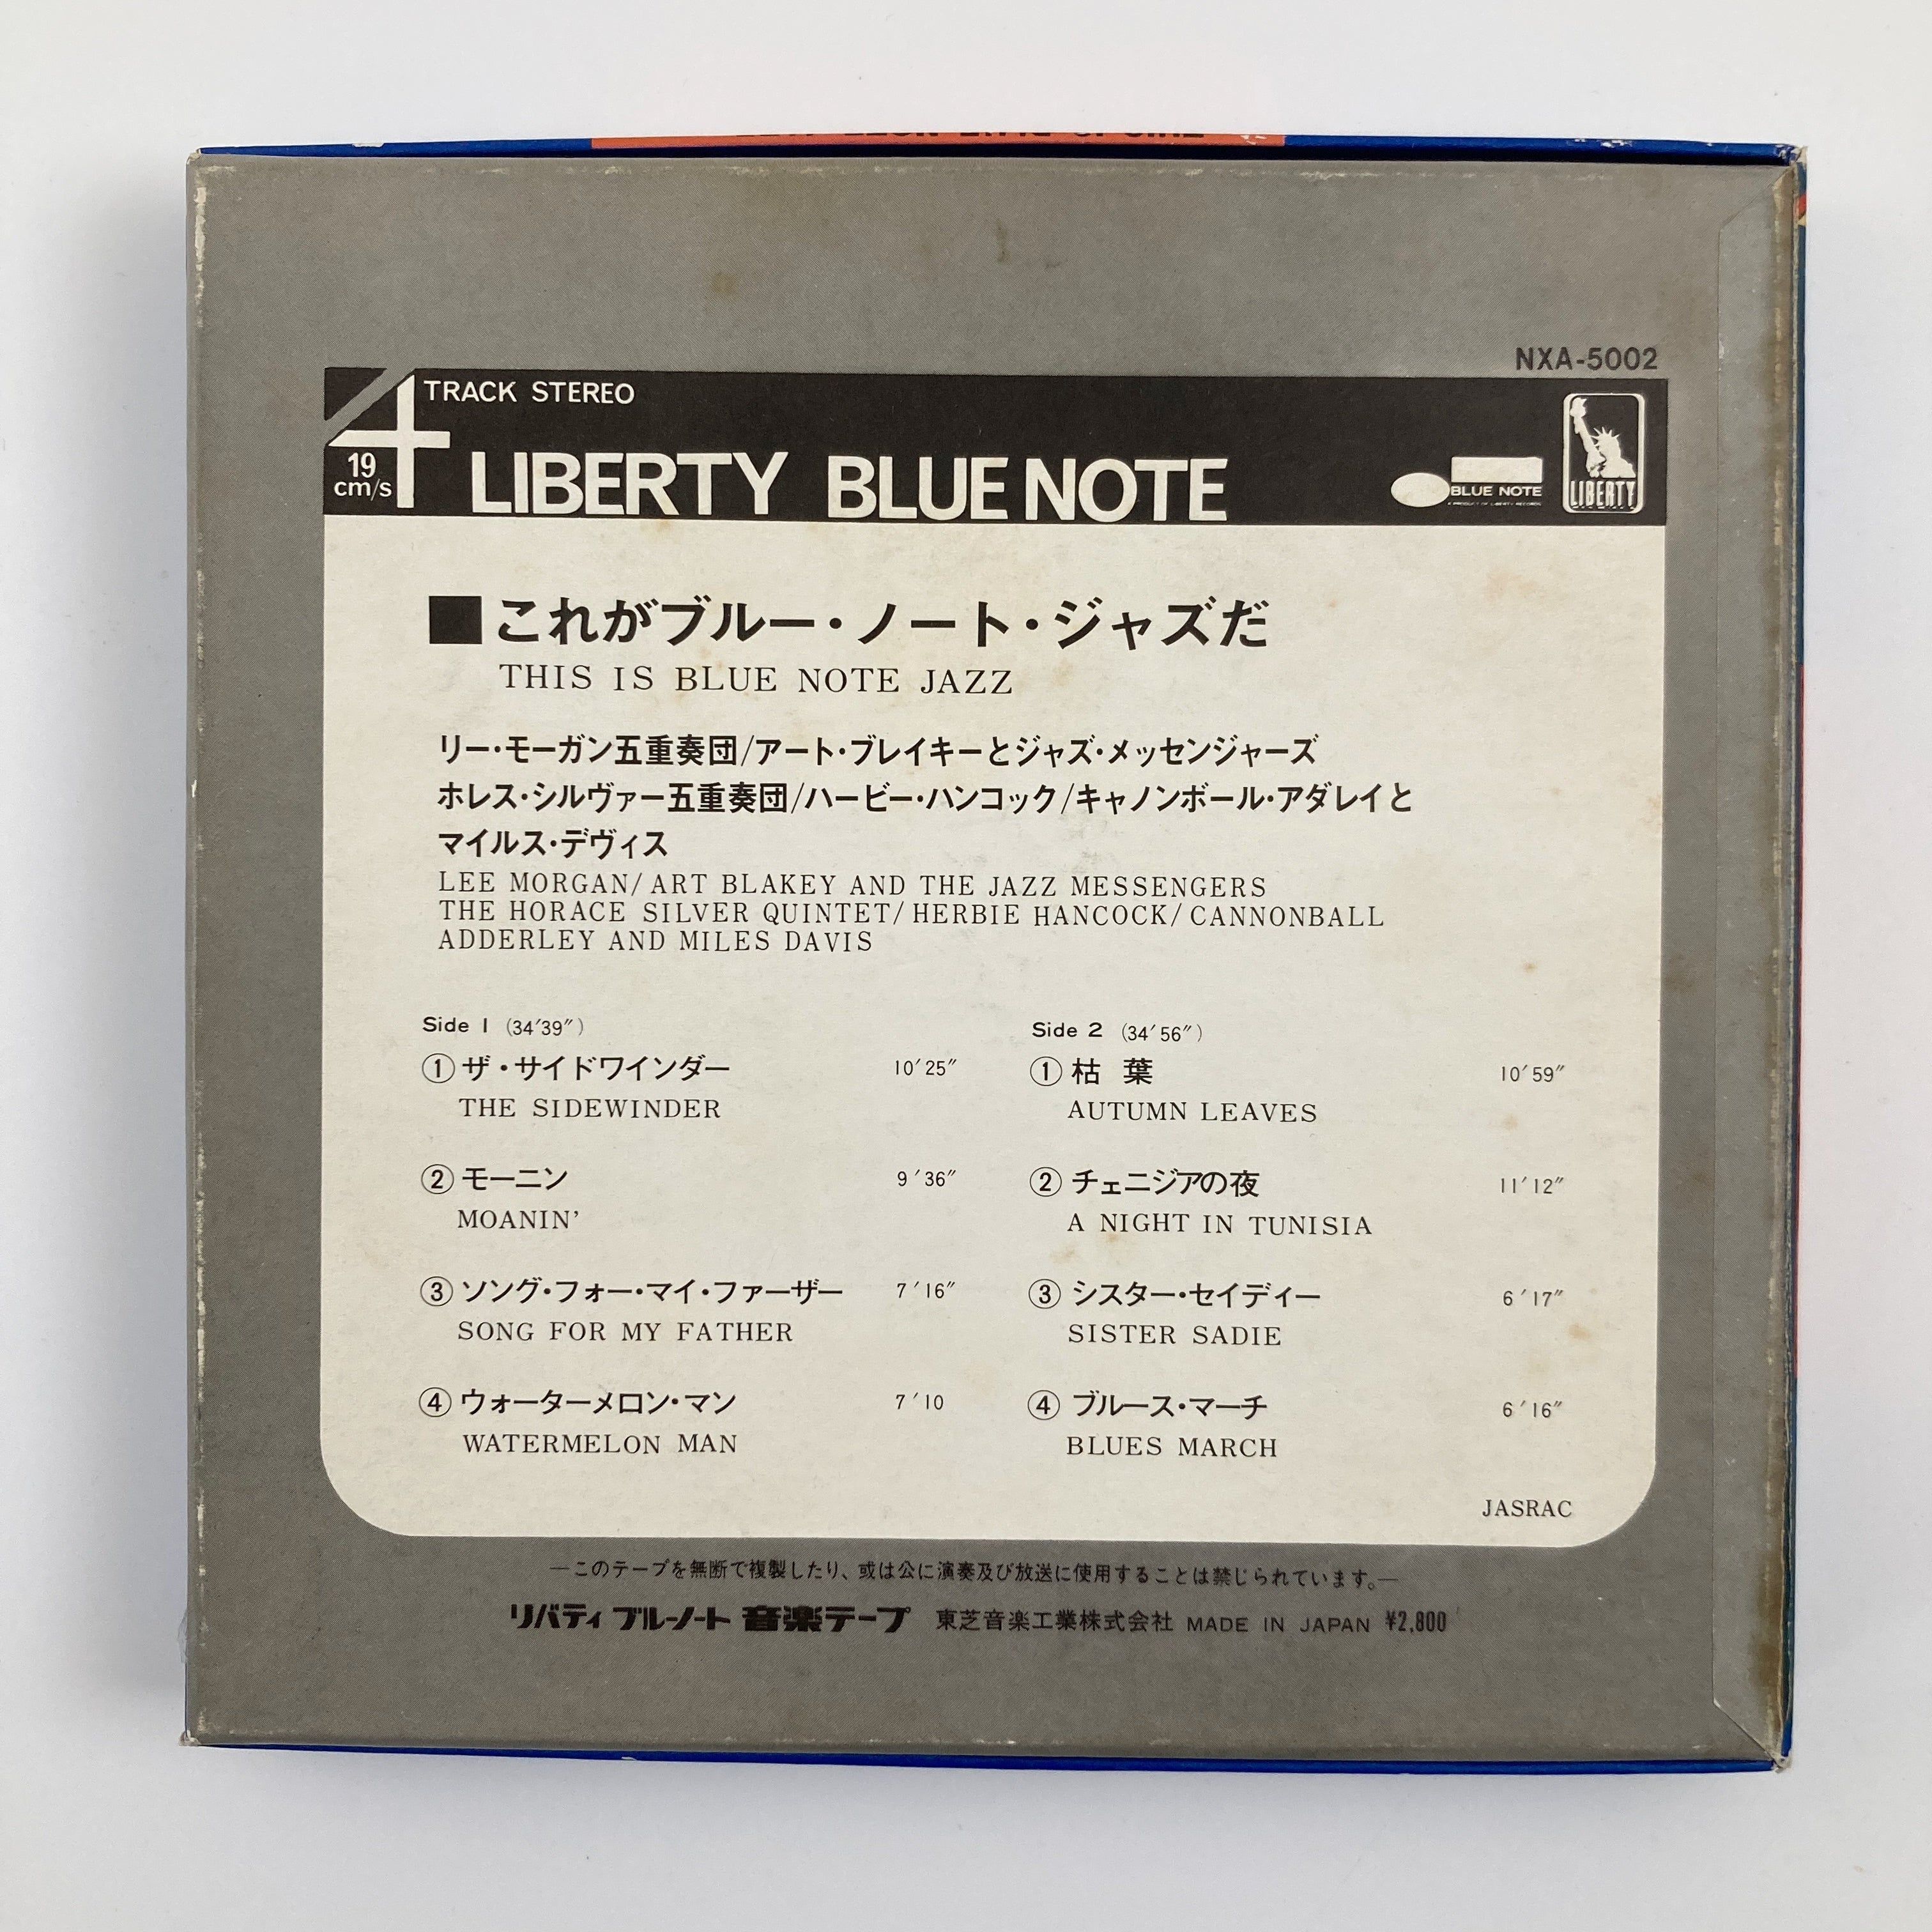 NXA-5002
4 TRACK STEREO
19 cm/s
LIBERTY BLUE NOTE
BLUE NOTE
LIBERTY
■これがブルー・ノート・ジャズだ
THIS IS BLUE NOTE JAZZ
リー・モーガン五重奏団/アート・ブレイキーとジャズ・メッセンジャーズ
ホレス・シルヴァー五重奏団/ハービー・ハンコック/キャノンボール・アダレイと
マイルス・デヴィス
LEE MORGAN/ART BLAKEY AND THE JAZZ MESSENGERS
THE HORACE SILVER QUINTET/HERBIE HANCOCK/CANNONBALL
ADDERLEY AND MILES DAVIS
Side 1 (34′39″)
① ザ・サイドワインダー 10′25″
THE SIDEWINDER
② モーニン 9′36″
MOANIN’
③ ソング・フォー・マイ・ファーザー 7′16″
SONG FOR MY FATHER
④ ウォーターメロン・マン 7′10
WATERMELON MAN
Side 2 (34′56″)
① 枯 葉 10′59″
AUTUMN LEAVES
② チェニジアの夜 11′12″
A NIGHT IN TUNISIA
③ シスター・セイディー 6′17″
SISTER SADIE
④ ブルース・マーチ 6′16″
BLUES MARCH
JASRAC
—このテープを無断で複製したり、或は公に演奏及び放送に使用することは禁じられています。—
リバティ ブルーノート 音楽テープ 東芝音楽工業株式会社 MADE IN JAPAN ¥2,800